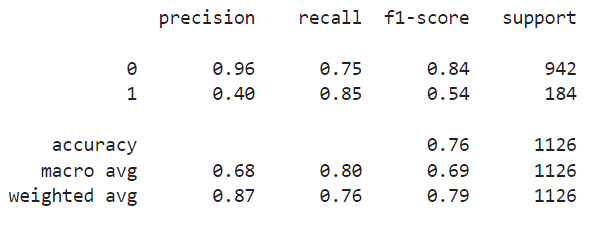 precision recall f1-score support
0 0.96 0.75 0.84 942
1 0.40 0.85 0.54 184
accuracy 0.76 1126
macro avg 0.68 0.80 0.69 1126
weighted avg 0.87 0.76 0.79 1126